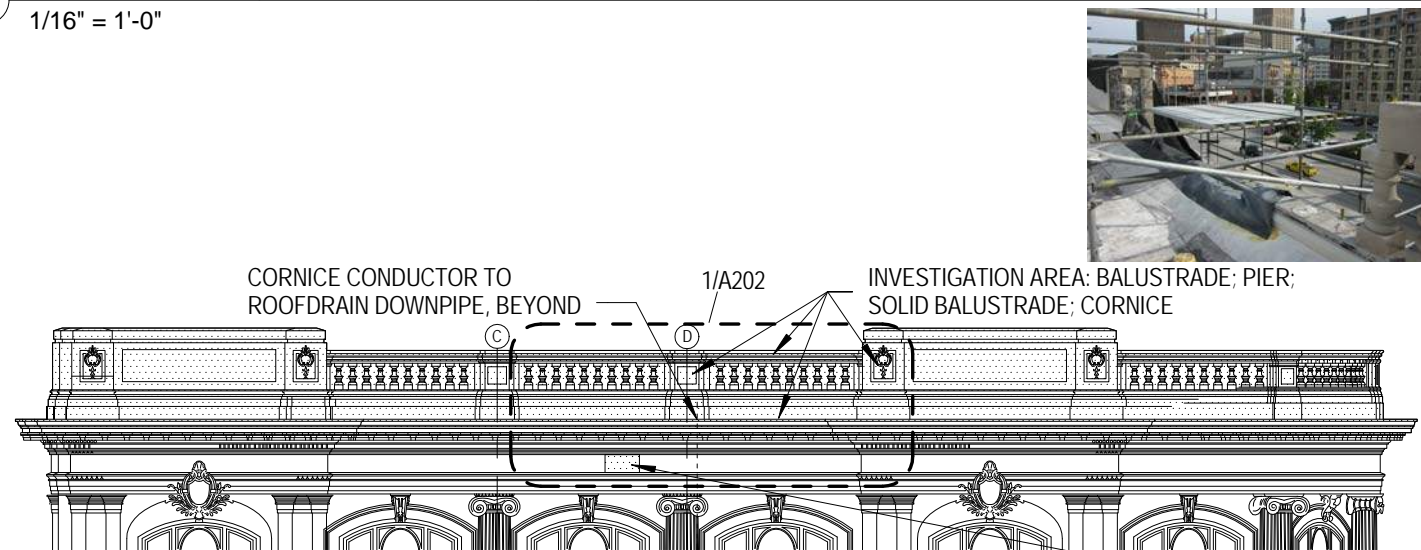 1/16" = 1'-0"
CORNICE CONDUCTOR TO
ROOFDRAIN DOWNPIPE, BEYOND
1/A202
INVESTIGATION AREA: BALUSTRADE; PIER;
SOLID BALUSTRADE; CORNICE
C
D